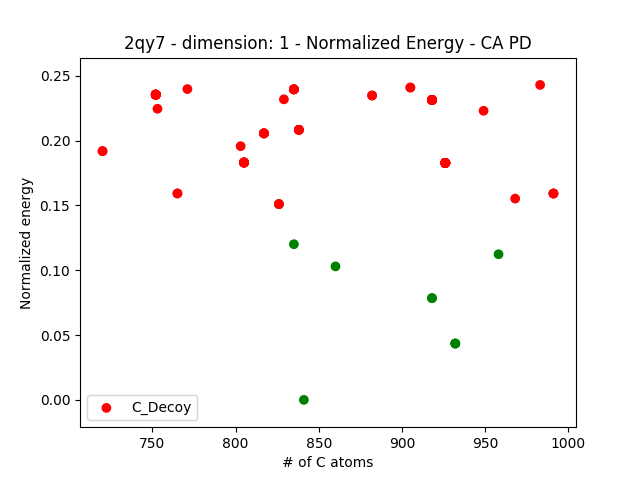 2qy7 - dimension: 1 - Normalized Energy - CA PD
Normalized energy
0.25
0.20
0.15
0.10
0.05
0.00
C_Decoy
750 800 850 900 950 1000
# of C atoms